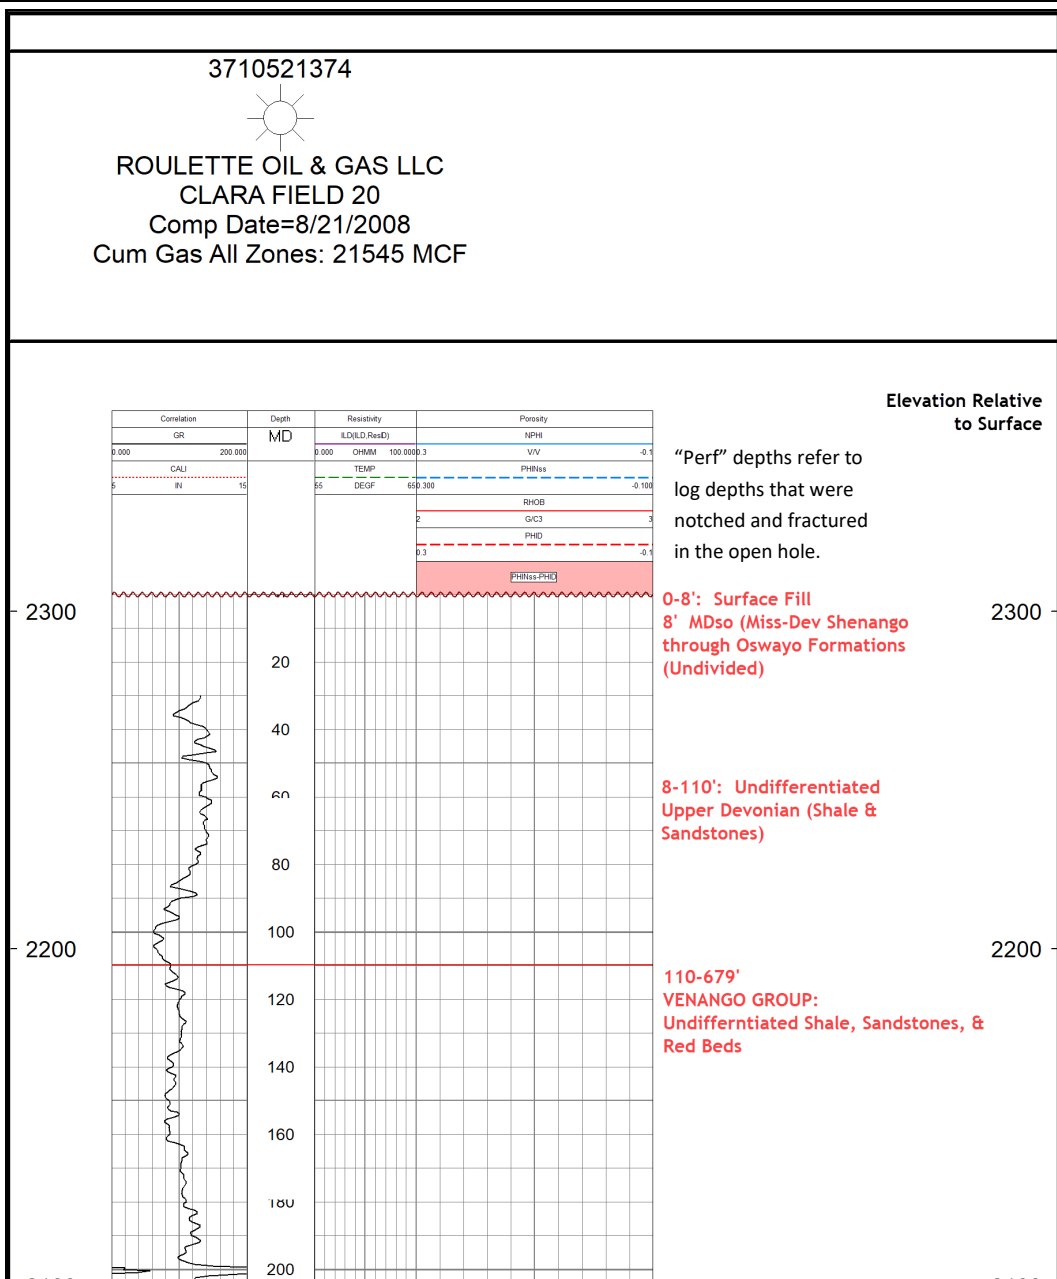 3710521374
ROULETTE OIL & GAS LLC
CLARA FIELD 20
Comp Date=8/21/2008
Cum Gas All Zones: 21545 MCF
Elevation Relative
to Surface
Correlation Depth Resistivity Porosity
GR MD ILD(ILD,ResD) NPHI
0.000 200.000 0.000 OHMM 100.000 0.3 V/V -0.1
CALI TEMP PHINss
5 IN 15 55 DEGF 65 0.300 -0.100
RHOB
2 G/C3 3
PHID
0.3 -0.1
PHINss-PHID
“Perf” depths refer to
log depths that were
notched and fractured
in the open hole.
2300 2300
0-8': Surface Fill
8' MDso (Miss-Dev Shenango
through Oswayo Formations
(Undivided)
20
40
60
8-110': Undifferentiated
Upper Devonian (Shale &
Sandstones)
80
100
2200 2200
110-679'
VENANGO GROUP:
Undifferntiated Shale, Sandstones, &
Red Beds
120
140
160
180
200